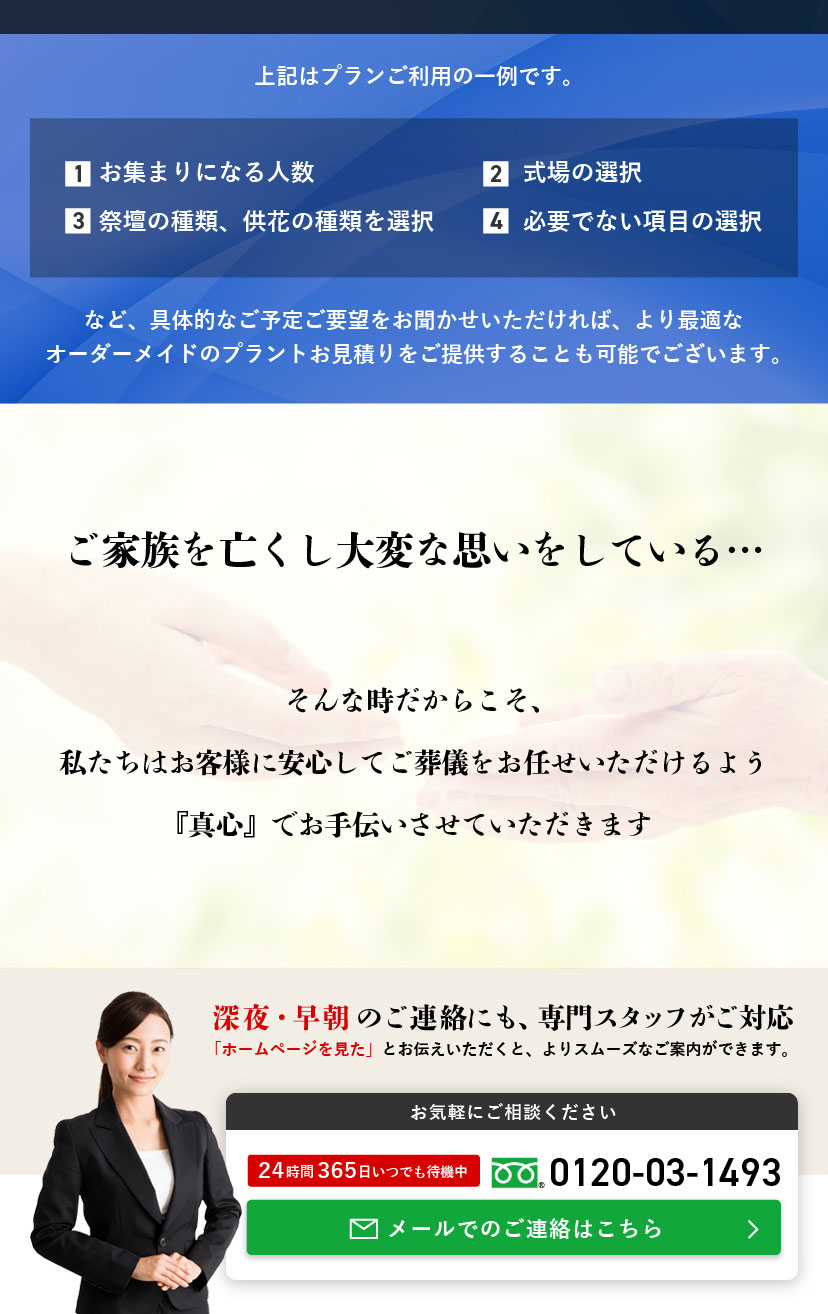 上記はプランご利用の一例です。
1 お集まりになる人数
2 式場の選択
3 祭壇の種類、供花の種類を選択
4 必要でない項目の選択
など、具体的なご予定ご要望をお聞かせいただければ、より最適な
オーダーメイドのプラントお見積りをご提供することも可能でございます。
ご家族を亡くし大変な思いをしている…
そんな時だからこそ、
私たちはお客様に安心してご葬儀をお任せいただけるよう
『真心』でお手伝いさせていただきます
深夜・早朝のご連絡にも、専門スタッフがご対応
「ホームページを見た」とお伝えいただくと、よりスムーズなご案内ができます。
お気軽にご相談ください
24時間365日いつでも待機中 ® 0120-03-1493
メールでのご連絡はこちら